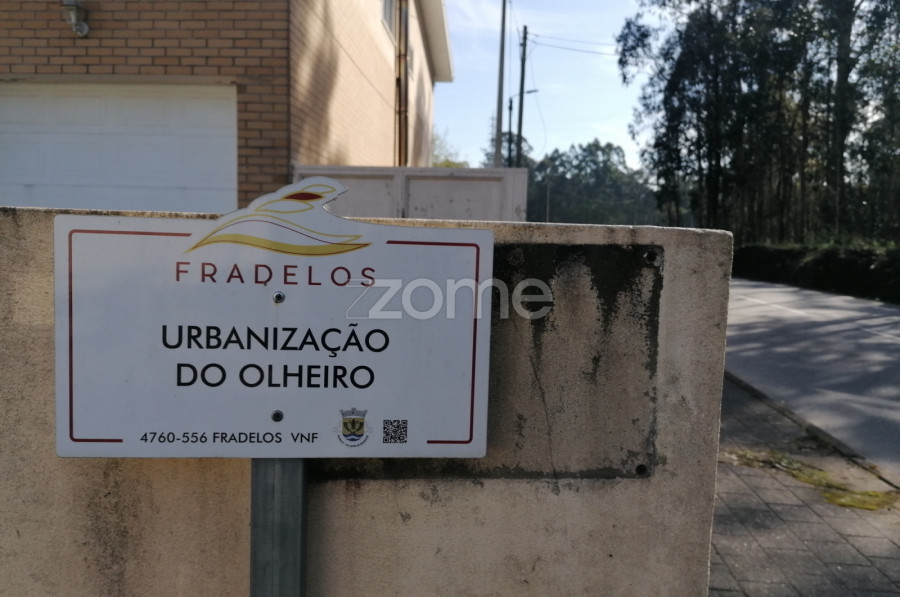 FRADELOS
zome
URBANIZAÇÃO
DO OLHEIRO
4760-556 FRADELOS VNF